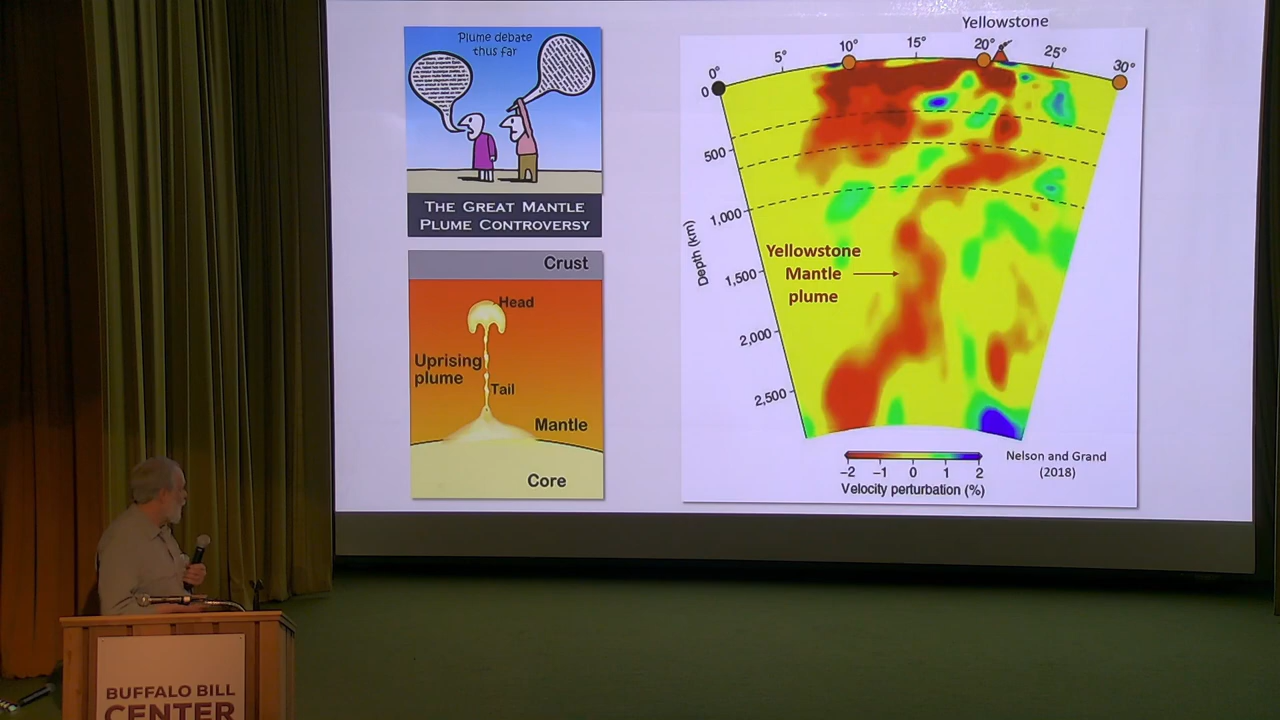 Plume debate
thus far
THE GREAT MANTLE
PLUME CONTROVERSY
Crust
Head
Uprising
plume
Tail
Mantle
Core
Yellowstone
0°
5°
10°
15°
20°
25°
30°
0
500
1,000
1,500
2,000
2,500
Depth (km)
Yellowstone
Mantle
plume
−2 −1 0 1 2
Velocity perturbation (%)
Nelson and Grand
(2018)
BUFFALO BILL
CENTER